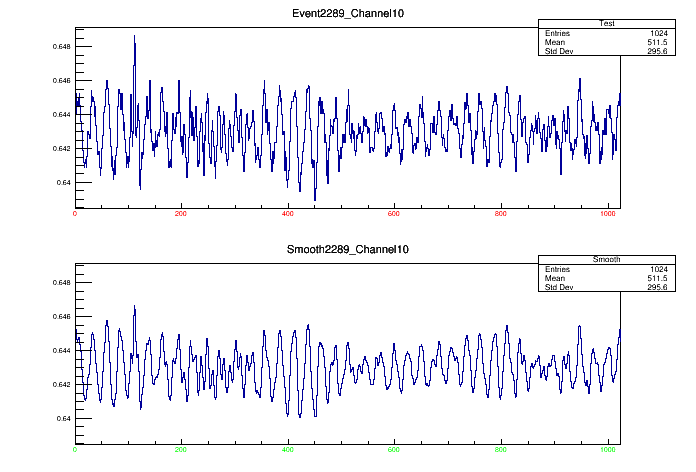 Event2289_Channel10
Test
Entries 1024
Mean 511.5
Std Dev 295.6
0.648
0.646
0.644
0.642
0.64
0 200 400 600 800 1000
Smooth2289_Channel10
Smooth
Entries 1024
Mean 511.5
Std Dev 295.6
0.648
0.646
0.644
0.642
0.64
0 200 400 600 800 1000